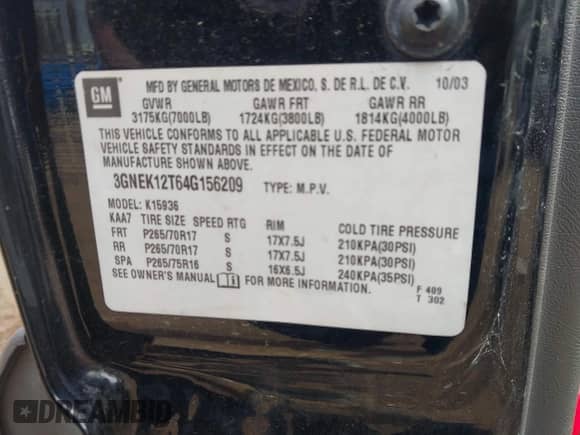 GM
MFD BY GENERAL MOTORS DE MEXICO, S. DE R.L. DE C.V. 10/03
GVWR GAWR FRT GAWR RR
3175KG(7000LB) 1724KG(3800LB) 1814KG(4000LB)
THIS VEHICLE CONFORMS TO ALL APPLICABLE U.S. FEDERAL MOTOR
VEHICLE SAFETY STANDARDS IN EFFECT ON THE DATE OF
MANUFACTURE SHOWN ABOVE.
3GNEK12T64G156209 TYPE: M.P.V.
MODEL: K15936
KAA7 TIRE SIZE SPEED RTG RIM COLD TIRE PRESSURE
FRT P265/70R17 S 17X7.5J 210KPA(30PSI)
RR P265/70R17 S 17X7.5J 210KPA(30PSI)
SPA P265/75R16 S 16X6.5J 240KPA(35PSI)
SEE OWNER'S MANUAL FOR MORE INFORMATION.
F 409
T 302
DREAMBID